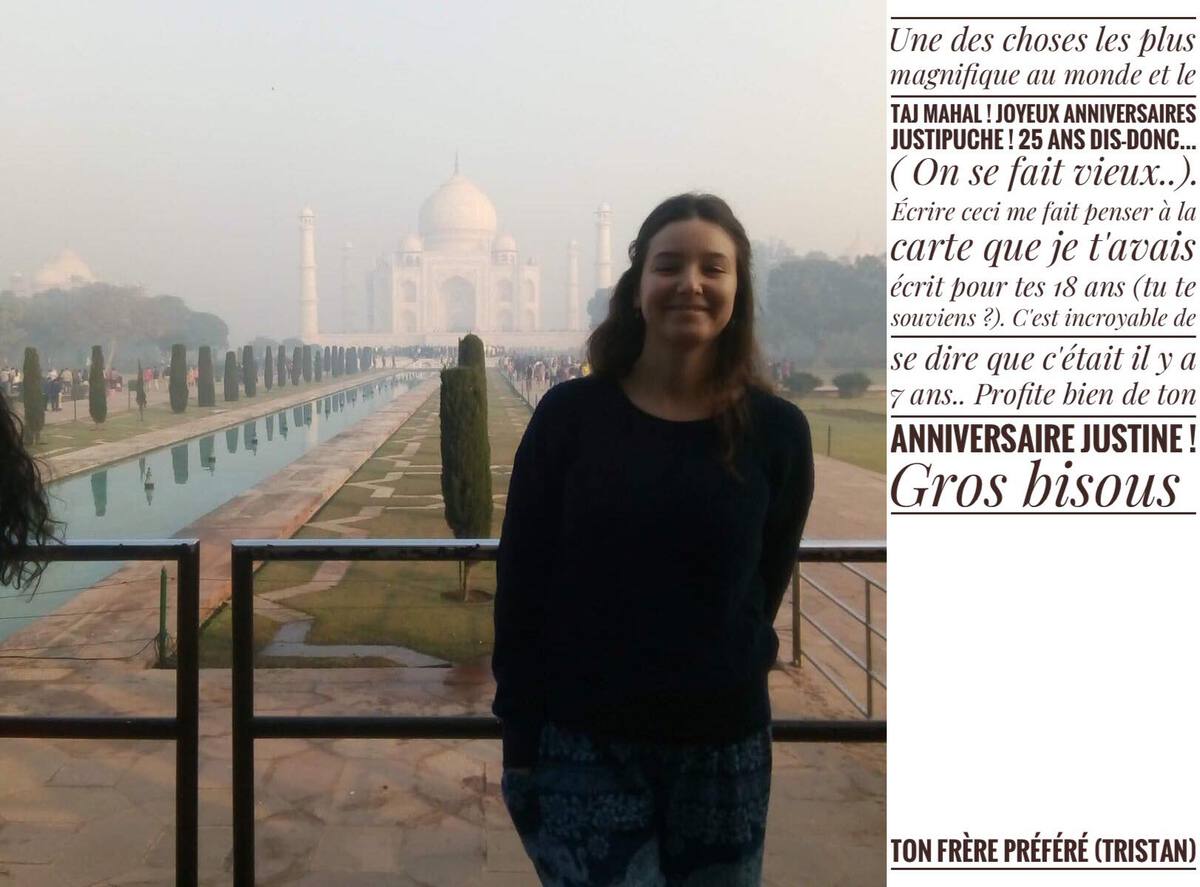 Une des choses les plus
magnifique au monde et le
TAJ MAHAL ! JOYEUX ANNIVERSAIRES
JUSTIPUCHE ! 25 ANS DIS-DONC...
( On se fait vieux..).
Écrire ceci me fait penser à la
carte que je t'avais
écrit pour tes 18 ans (tu te
souviens ?). C'est incroyable de
se dire que c'était il y a
7 ans.. Profite bien de ton
ANNIVERSAIRE JUSTINE !
Gros bisous
TON FRÈRE PRÉFÉRÉ (TRISTAN)